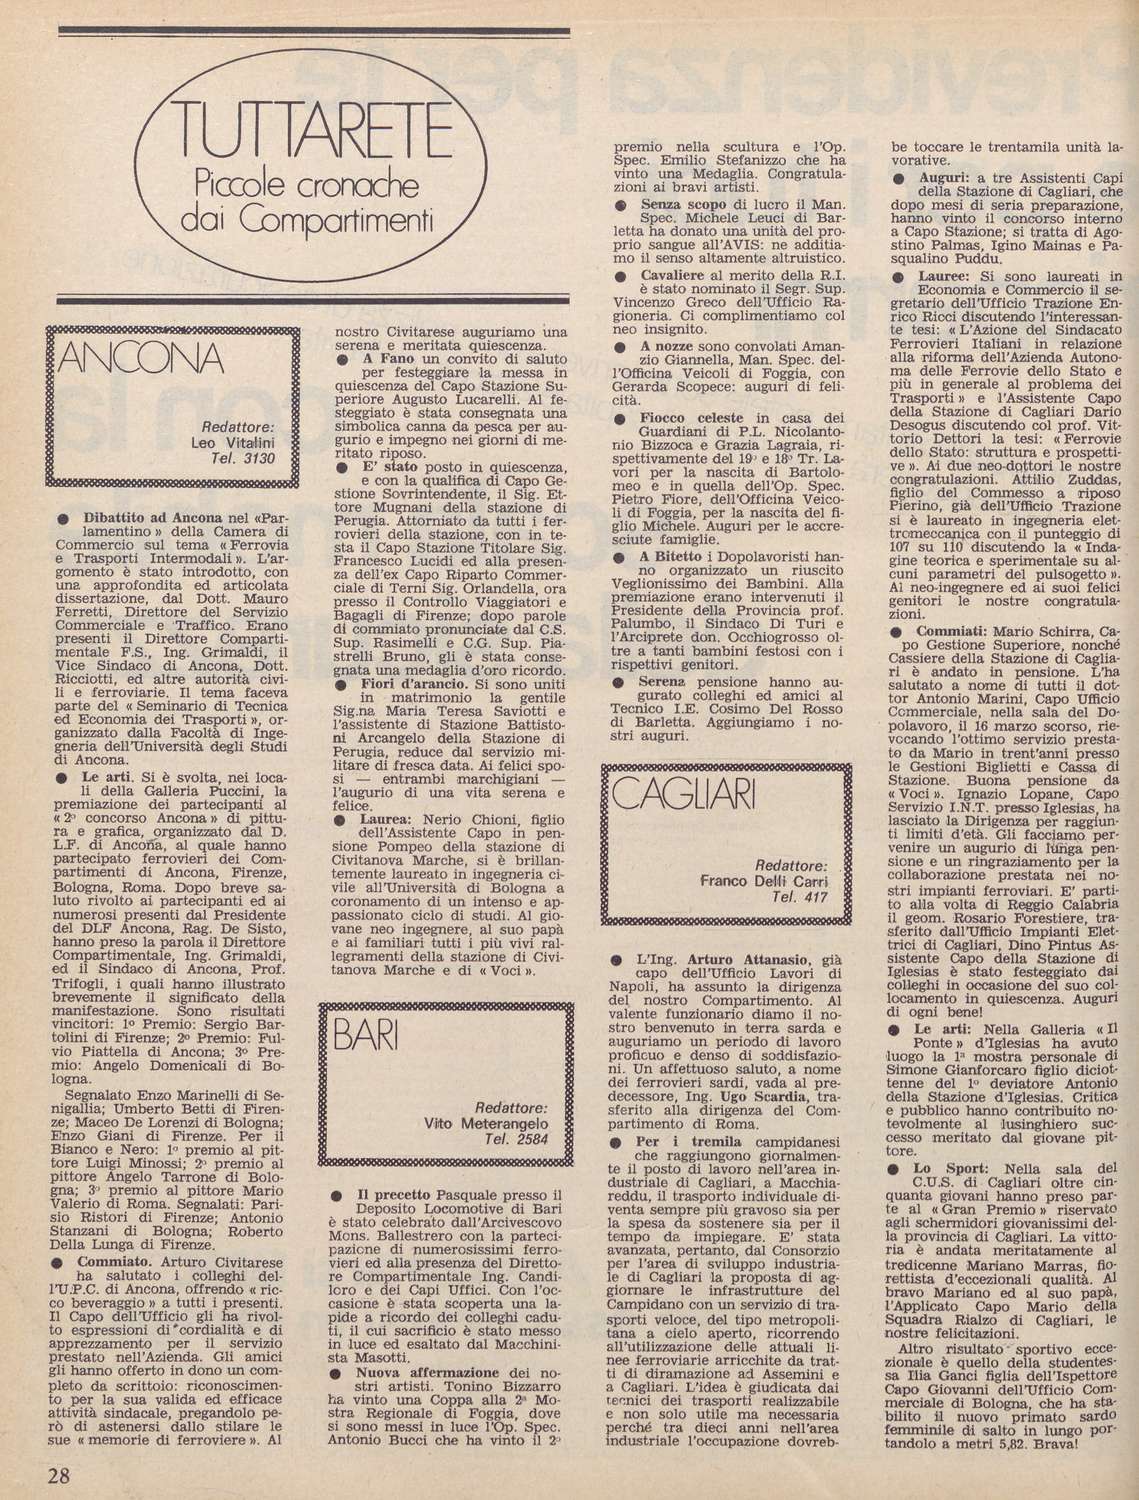 TUTTARETE
Piccole cronache
dai Compartimenti
ANCONA
Redattore:
Leo Vitalini
Tel. 3130
● Dibattito ad Ancona nel «Par-
lamentino» della Camera di
Commercio sul tema «Ferrovia
e Trasporti Intermodali». L'ar-
gomento è stato introdotto, con
una approfondita ed articolata
dissertazione, dal Dott. Mauro
Ferretti, Direttore del Servizio
Commerciale e Traffico. Erano
presenti il Direttore Comparti-
mentale F.S., Ing. Grimaldi, il
Vice Sindaco di Ancona, Dott.
Ricciotti, ed altre autorità civi-
li e ferroviarie. Il tema faceva
parte del «Seminario di Tecnica
ed Economia dei Trasporti», or-
ganizzato dalla Facoltà di Inge-
gneria dell'Università degli Studi
di Ancona.
● Le arti. Si è svolta, nei loca-
li della Galleria Puccini, la
premiazione dei partecipanti al
«2º concorso Ancona» di pittu-
ra e grafica, organizzato dal D.
L.F. di Ancona, al quale hanno
partecipato ferrovieri dei Com-
partimenti di Ancona, Firenze,
Bologna, Roma. Dopo breve sa-
luto rivolto ai partecipanti ed ai
numerosi presenti dal Presidente
del DLF Ancona, Rag. De Sisto,
hanno preso la parola il Direttore
Compartimentale, Ing. Grimaldi,
ed il Sindaco di Ancona, Prof.
Trifogli, i quali hanno illustrato
brevemente il significato della
manifestazione. Sono risultati
vincitori: 1º Premio: Sergio Bar-
tolini di Firenze; 2º Premio: Ful-
vio Piattella di Ancona; 3º Pre-
mio: Angelo Domenicali di Bo-
logna.
Segnalato Enzo Marinelli di Se-
nigallia; Umberto Betti di Firen-
ze; Maceo De Lorenzi di Bologna;
Enzo Giani di Firenze. Per il
Bianco e Nero: 1º premio al pit-
tore Luigi Minossi; 2º premio al
pittore Angelo Tarrone di Bolo-
gna; 3º premio al pittore Mario
Valerio di Roma. Segnalati: Pari-
sio Ristori di Firenze; Antonio
Stanzani di Bologna; Roberto
Della Lunga di Firenze.
● Commiato. Arturo Civitarese
ha salutato i colleghi del-
l'U.P.C. di Ancona, offrendo «ric-
co beveraggio» a tutti i presenti.
Il Capo dell'Ufficio gli ha rivol-
to espressioni di cordialità e di
apprezzamento per il servizio
prestato nell'Azienda. Gli amici
gli hanno offerto in dono un com-
pleto da scrittoio: riconoscimen-
to per la sua valida ed efficace
attività sindacale, pregandolo pe-
rò di astenersi dallo stilare le
sue «memorie di ferroviere». Al
nostro Civitarese auguriamo una
serena e meritata quiescenza.
● A Fano un convito di saluto
per festeggiare la messa in
quiescenza del Capo Stazione Su-
periore Augusto Lucarelli. Al fe-
steggiato è stata consegnata una
simbolica canna da pesca per au-
gurio e impegno nei giorni di me-
ritato riposo.
● E' stato posto in quiescenza,
e con la qualifica di Capo Ge-
stione Sovrintendente, il Sig. Et-
tore Mugnani della stazione di
Perugia. Attorniato da tutti i fer-
rovieri della stazione, con in te-
sta il Capo Stazione Titolare Sig.
Francesco Lucidi ed alla presen-
za dell'ex Capo Riparto Commer-
ciale di Terni Sig. Orlandella, ora
presso il Controllo Viaggiatori e
Bagagli di Firenze; dopo parole
di commiato pronunciate dal C.S.
Sup. Rasimelli e C.G. Sup. Pia-
strelli Bruno, gli è stata conse-
gnata una medaglia d'oro ricordo.
● Fiori d'arancio. Si sono uniti
in matrimonio la gentile
Sig.na Maria Teresa Saviotti e
l'assistente di Stazione Battisto-
ni Arcangelo della Stazione di
Perugia, reduce dal servizio mi-
litare di fresca data. Ai felici spo-
si — entrambi marchigiani —
l'augurio di una vita serena e
felice.
● Laurea: Nerio Chioni, figlio
dell'Assistente Capo in pen-
sione Pompeo della stazione di
Civitanova Marche, si è brillan-
temente laureato in ingegneria ci-
vile all'Università di Bologna a
coronamento di un intenso e ap-
passionato ciclo di studi. Al gio-
vane neo ingegnere, al suo papà
e ai familiari tutti i più vivi ral-
legramenti della stazione di Civi-
tanova Marche e di «Voci».
BARI
Redattore:
Vito Meterangelo
Tel. 2584
● Il precetto Pasquale presso il
Deposito Locomotive di Bari
è stato celebrato dall'Arcivescovo
Mons. Ballestrero con la parteci-
pazione di numerosissimi ferro-
vieri ed alla presenza del Diretto-
re Compartimentale Ing. Candi-
loro e dei Capi Uffici. Con l'oc-
casione è stata scoperta una la-
pide a ricordo dei colleghi cadu-
ti, il cui sacrificio è stato messo
in luce ed esaltato dal Macchini-
sta Masotti.
● Nuova affermazione dei no-
stri artisti. Tonino Bizzarro
ha vinto una Coppa alla 2ª Mo-
stra Regionale di Foggia, dove
si sono messi in luce l'Op. Spec.
Antonio Bucci che ha vinto il 2º
premio nella scultura e l'Op.
Spec. Emilio Stefanizzo che ha
vinto una Medaglia. Congratula-
zioni ai bravi artisti.
● Senza scopo di lucro il Man.
Spec. Michele Leuci di Bar-
letta ha donato una unità del pro-
prio sangue all'AVIS: ne additia-
mo il senso altamente altruistico.
● Cavaliere al merito della R.I.
è stato nominato il Segr. Sup.
Vincenzo Greco dell'Ufficio Ra-
gioneria. Ci complimentiamo col
neo insignito.
● A nozze sono convolati Aman-
zio Giannella, Man. Spec. del-
l'Officina Veicoli di Foggia, con
Gerarda Scopece: auguri di feli-
cità.
● Fiocco celeste in casa dei
Guardiani di P.L. Nicolanto-
nio Bizzoca e Grazia Lagraia, ri-
spettivamente del 19º e 18º Tr. La-
vori per la nascita di Bartolo-
meo e in quella dell'Op. Spec.
Pietro Fiore, dell'Officina Veico-
li di Foggia, per la nascita del fi-
glio Michele. Auguri per le accre-
sciute famiglie.
● A Bitetto i Dopolavoristi han-
no organizzato un riuscito
Veglionissimo dei Bambini. Alla
premiazione erano intervenuti il
Presidente della Provincia prof.
Palumbo, il Sindaco Di Turi e
l'Arciprete don. Occhiogrosso ol-
tre a tanti bambini festosi con i
rispettivi genitori.
● Serena pensione hanno au-
gurato colleghi ed amici al
Tecnico I.E. Cosimo Del Rosso
di Barletta. Aggiungiamo i no-
stri auguri.
CAGLIARI
Redattore:
Franco Delli Carri
Tel. 417
● L'Ing. Arturo Attanasio, già
capo dell'Ufficio Lavori di
Napoli, ha assunto la dirigenza
del nostro Compartimento. Al
valente funzionario diamo il no-
stro benvenuto in terra sarda e
auguriamo un periodo di lavoro
proficuo e denso di soddisfazio-
ni. Un affettuoso saluto, a nome
dei ferrovieri sardi, vada al pre-
decessore, Ing. Ugo Scardia, tra-
sferito alla dirigenza del Com-
partimento di Roma.
● Per i tremila campidanesi
che raggiungono giornalmen-
te il posto di lavoro nell'area in-
dustriale di Cagliari, a Macchia-
reddu, il trasporto individuale di-
venta sempre più gravoso sia per
la spesa da sostenere sia per il
tempo da impiegare. E' stata
avanzata, pertanto, dal Consorzio
per l'area di sviluppo industria-
le di Cagliari la proposta di ag-
giornare le infrastrutture del
Campidano con un servizio di tra-
sporti veloce, del tipo metropoli-
tana a cielo aperto, ricorrendo
all'utilizzazione delle attuali li-
nee ferroviarie arricchite da trat-
ti di diramazione ad Assemini e
a Cagliari. L'idea è giudicata dai
tecnici dei trasporti realizzabile
e non solo utile ma necessaria
perché tra dieci anni nell'area
industriale l'occupazione dovreb-
be toccare le trentamila unità la-
vorative.
● Auguri: a tre Assistenti Capi
della Stazione di Cagliari, che
dopo mesi di seria preparazione,
hanno vinto il concorso interno
a Capo Stazione; si tratta di Ago-
stino Palmas, Igino Mainas e Pa-
squalino Puddu.
● Lauree: Si sono laureati in
Economia e Commercio il se-
gretario dell'Ufficio Trazione En-
rico Ricci discutendo l'interessan-
te tesi: «L'Azione del Sindacato
Ferrovieri Italiani in relazione
alla riforma dell'Azienda Autono-
ma delle Ferrovie dello Stato e
più in generale al problema dei
Trasporti» e l'Assistente Capo
della Stazione di Cagliari Dario
Desogus discutendo col prof. Vit-
torio Dettori la tesi: «Ferrovie
dello Stato: struttura e prospetti-
ve». Ai due neo-dottori le nostre
congratulazioni. Attilio Zuddas,
figlio del Commesso a riposo
Pierino, già dell'Ufficio Trazione
si è laureato in ingegneria elet-
tromeccanica con il punteggio di
107 su 110 discutendo la «Inda-
gine teorica e sperimentale su al-
cuni parametri del pulsogetto».
Al neo-ingegnere ed ai suoi felici
genitori le nostre congratula-
zioni.
● Commiati: Mario Schirra, Ca-
po Gestione Superiore, nonché
Cassiere della Stazione di Caglia-
ri è andato in pensione. L'ha
salutato a nome di tutti il dot-
tor Antonio Marini, Capo Ufficio
Commerciale, nella sala del Do-
polavoro, il 16 marzo scorso, rie-
vocando l'ottimo servizio presta-
to da Mario in trent'anni presso
le Gestioni Biglietti e Cassa di
Stazione. Buona pensione da
«Voci». Ignazio Lopane, Capo
Servizio I.N.T. presso Iglesias, ha
lasciato la Dirigenza per raggiun-
ti limiti d'età. Gli facciamo per-
venire un augurio di lunga pen-
sione e un ringraziamento per la
collaborazione prestata nei no-
stri impianti ferroviari. E' parti-
to alla volta di Reggio Calabria
il geom. Rosario Forestiere, tra-
sferito dall'Ufficio Impianti Elet-
trici di Cagliari, Dino Pintus As-
sistente Capo della Stazione di
Iglesias è stato festeggiato dai
colleghi in occasione del suo col-
locamento in quiescenza. Auguri
di ogni bene!
● Le arti: Nella Galleria «Il
Ponte» d'Iglesias ha avuto
luogo la 1ª mostra personale di
Simone Gianforcaro figlio diciot-
tenne del 1º deviatore Antonio
della Stazione d'Iglesias. Critica
e pubblico hanno contribuito no-
tevolmente al lusinghiero suc-
cesso meritato dal giovane pit-
tore.
● Lo Sport: Nella sala del
C.U.S. di Cagliari oltre cin-
quanta giovani hanno preso par-
te al «Gran Premio» riservato
agli schermidori giovanissimi del-
la provincia di Cagliari. La vitto-
ria è andata meritatamente al
tredicenne Mariano Marras, fio-
rettista d'eccezionali qualità. Al
bravo Mariano ed al suo papà,
l'Applicato Capo Mario della
Squadra Rialzo di Cagliari, le
nostre felicitazioni.
Altro risultato sportivo ecce-
zionale è quello della studentes-
sa Ilia Ganci figlia dell'Ispettore
Capo Giovanni dell'Ufficio Com-
merciale di Bologna, che ha sta-
bilito il nuovo primato sardo
femminile di salto in lungo por-
tandolo a metri 5,82. Brava!
28